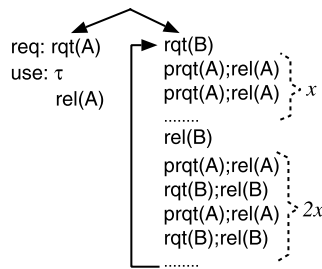 req: rqt(A)
use: τ
rel(A)
rqt(B)
prqt(A);rel(A)
prqt(A);rel(A)
x
........
rel(B)
prqt(A);rel(A)
rqt(B);rel(B)
prqt(A);rel(A)
rqt(B);rel(B)
2x
........